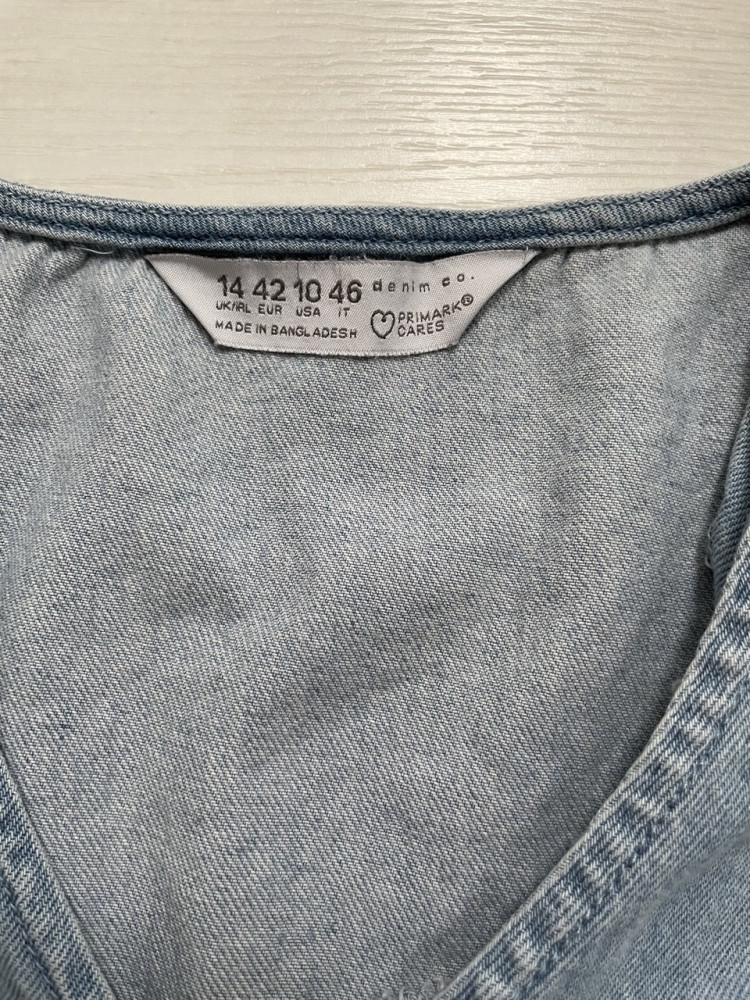 14 42 10 46 denim co.
UK/IRL EUR USA IT
MADE IN BANGLADESH
PRIMARK®
CARES